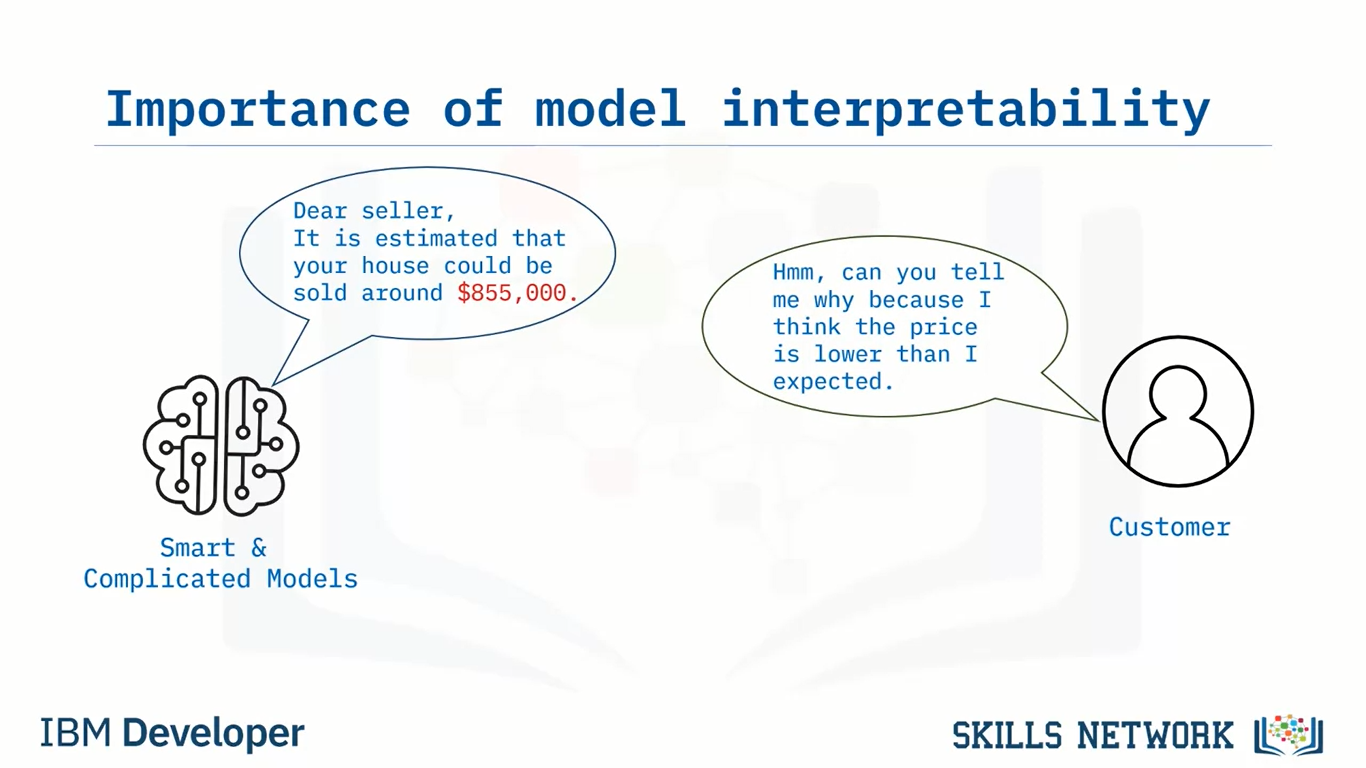 Importance of model interpretability
Dear seller,
It is estimated that
your house could be
sold around $855,000.
Hmm, can you tell
me why because I
think the price
is lower than I
expected.
Smart &
Complicated Models
Customer
IBM Developer
SKILLS NETWORK